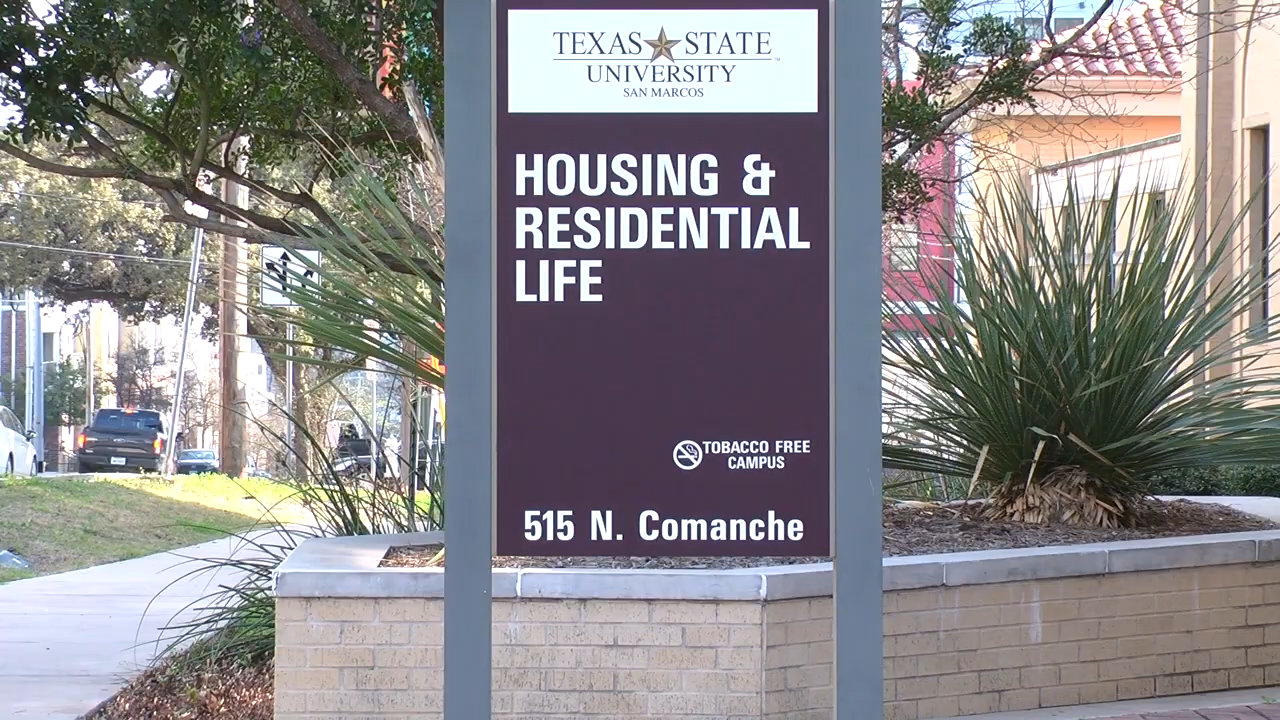 TEXAS★STATE
UNIVERSITY
SAN MARCOS
HOUSING &
RESIDENTIAL
LIFE
TOBACCO FREE
CAMPUS
515 N. Comanche